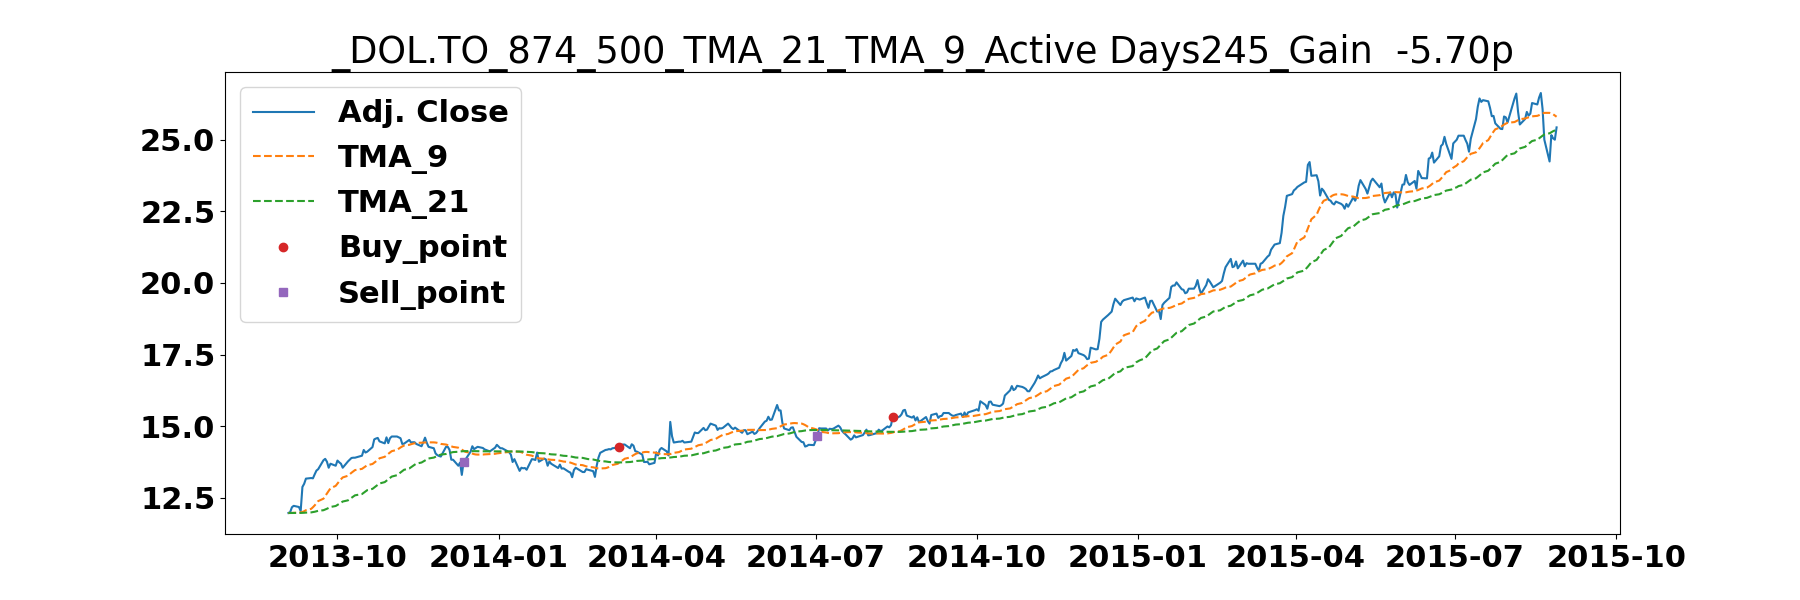 _DOL.TO_874_500_TMA_21_TMA_9_Active Days245_Gain  -5.70p
Adj. Close
TMA_9
TMA_21
Buy_point
Sell_point
25.0
22.5
20.0
17.5
15.0
12.5
2013-10 2014-01 2014-04 2014-07 2014-10 2015-01 2015-04 2015-07 2015-10